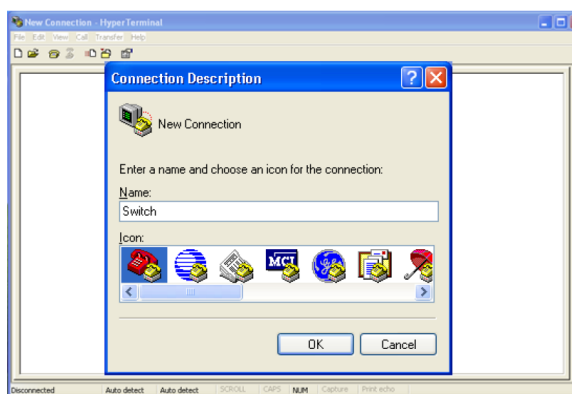 New Connection - HyperTerminal
File Edit View Call Transfer Help
Connection Description
New Connection
Enter a name and choose an icon for the connection:
Name:
Switch
Icon:
MCI
OK Cancel
Disconnected Auto detect Auto detect SCROLL CAPS NUM Capture Print echo